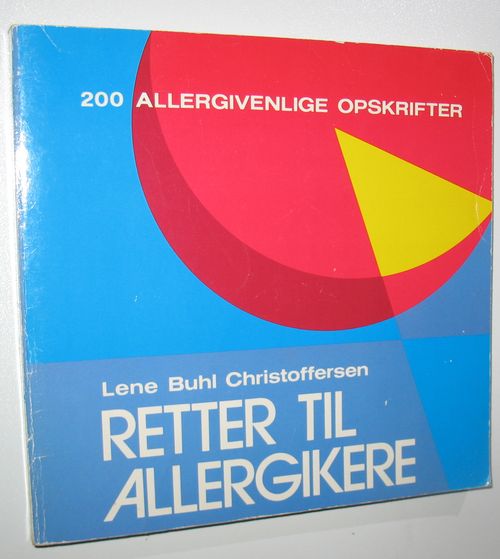 200 ALLERGIVENLIGE OPSKRIFTER
Lene Buhl Christoffersen
RETTER TIL
ALLERGIKERE